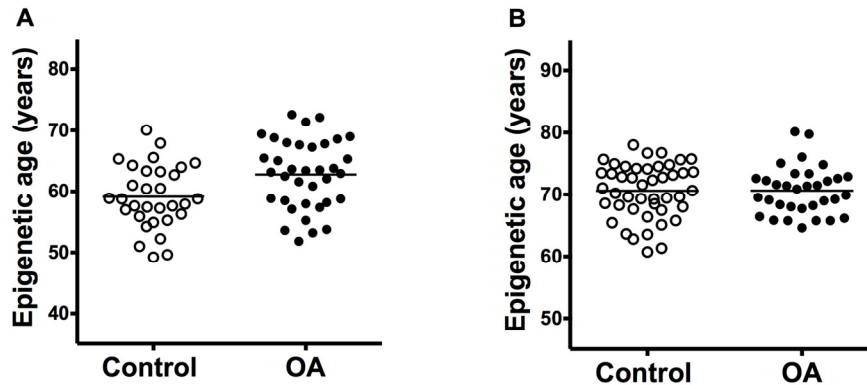 A
Epigenetic age (years)
80
70
60
50
40
Control
OA
B
Epigenetic age (years)
90
80
70
60
50
Control
OA